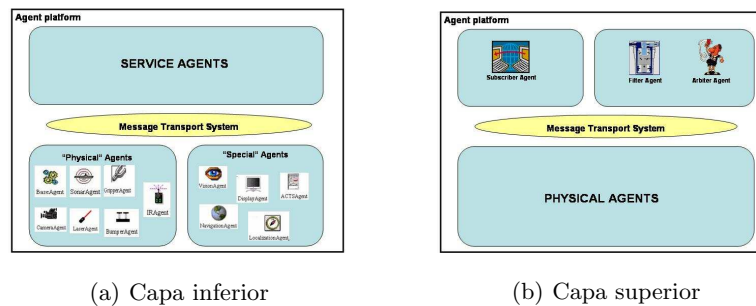 Agent platform
SERVICE AGENTS
Message Transport System
"Physical" Agents
BaseAgent SonarAgent GripperAgent
IRAgent
CameraAgent LaserAgent BumperAgent
"Special" Agents
VisionAgent DisplayAgent ACTSAgent
NavigationAgent LocalizationAgent
(a) Capa inferior
Agent platform
Subscriber Agent
Filter Agent Arbiter Agent
Message Transport System
PHYSICAL AGENTS
(b) Capa superior